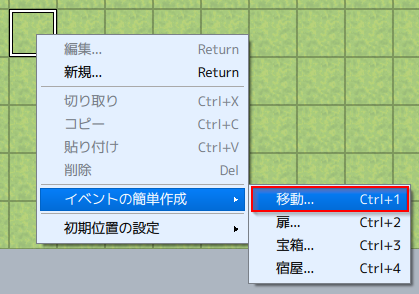 編集... Return
新規... Return
切り取り Ctrl+X
コピー Ctrl+C
貼り付け Ctrl+V
削除 Del
イベントの簡単作成
初期位置の設定
移動... Ctrl+1
扉... Ctrl+2
宝箱... Ctrl+3
宿屋... Ctrl+4